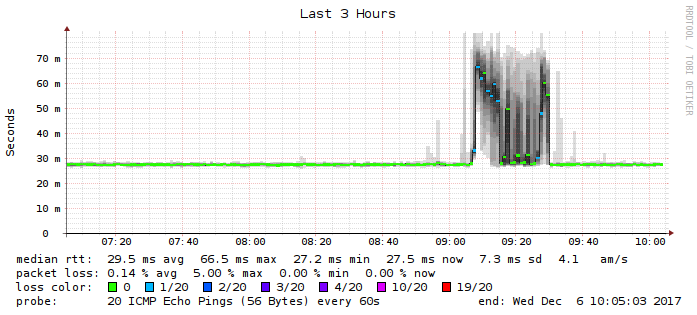 Last 3 Hours
RRDTOOL / TOBI OETIKER
Seconds
70 m
60 m
50 m
40 m
30 m
20 m
10 m
0
07:20 07:40 08:00 08:20 08:40 09:00 09:20 09:40 10:00
median rtt: 29.5 ms avg 66.5 ms max 27.2 ms min 27.5 ms now 7.3 ms sd 4.1 am/s
packet loss: 0.14 % avg 5.00 % max 0.00 % min 0.00 % now
loss color: 0 1/20 2/20 3/20 4/20 10/20 19/20
probe: 20 ICMP Echo Pings (56 Bytes) every 60s end: Wed Dec 6 10:05:03 2017